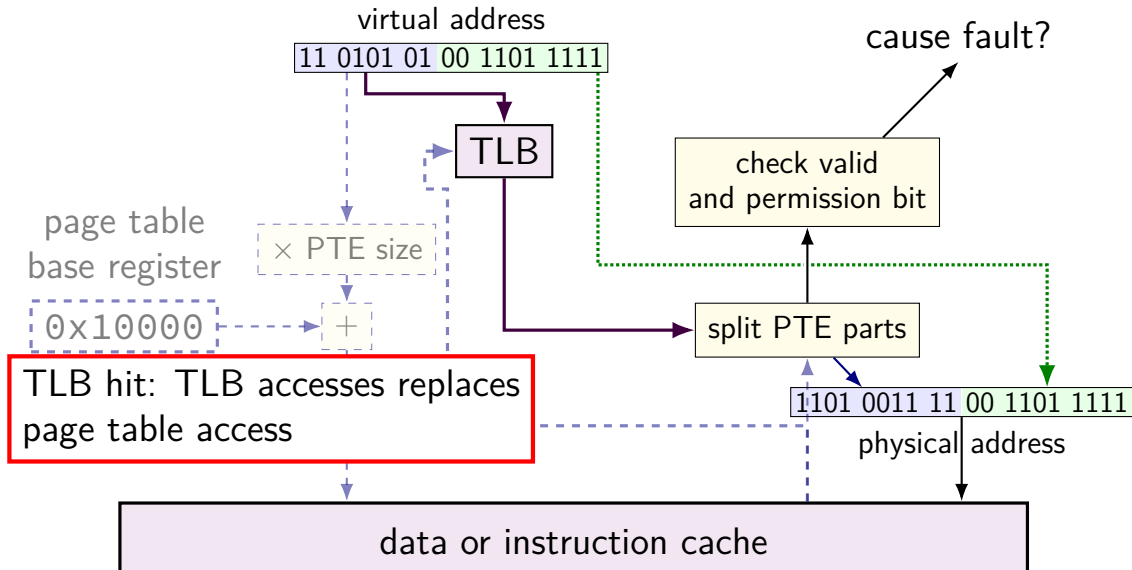 virtual address
11 0101 01 00 1101 1111
cause fault?
TLB
check valid
and permission bit
page table
base register
× PTE size
0x10000
+
split PTE parts
TLB hit: TLB accesses replaces
page table access
1101 0011 11 00 1101 1111
physical address
data or instruction cache